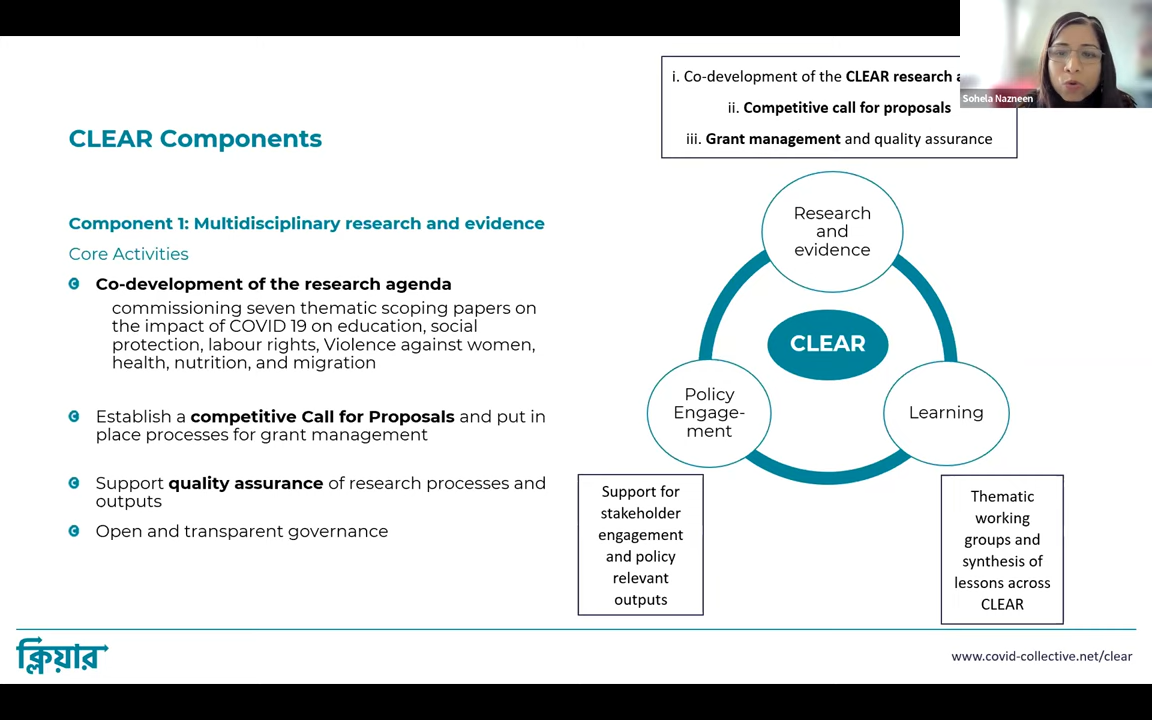 i. Co-development of the CLEAR research
ii. Competitive call for proposals
iii. Grant management and quality assurance
Sohela Nazneen
CLEAR Components
Component 1: Multidisciplinary research and evidence
Core Activities
Co-development of the research agenda
commissioning seven thematic scoping papers on
the impact of COVID 19 on education, social
protection, labour rights, Violence against women,
health, nutrition, and migration
Establish a competitive Call for Proposals and put in
place processes for grant management
Support quality assurance of research processes and
outputs
Open and transparent governance
Research
and
evidence
CLEAR
Policy
Engage-
ment
Learning
Support for
stakeholder
engagement
and policy
relevant
outputs
Thematic
working
groups and
synthesis of
lessons across
CLEAR
ক্লিয়ার
www.covid-collective.net/clear